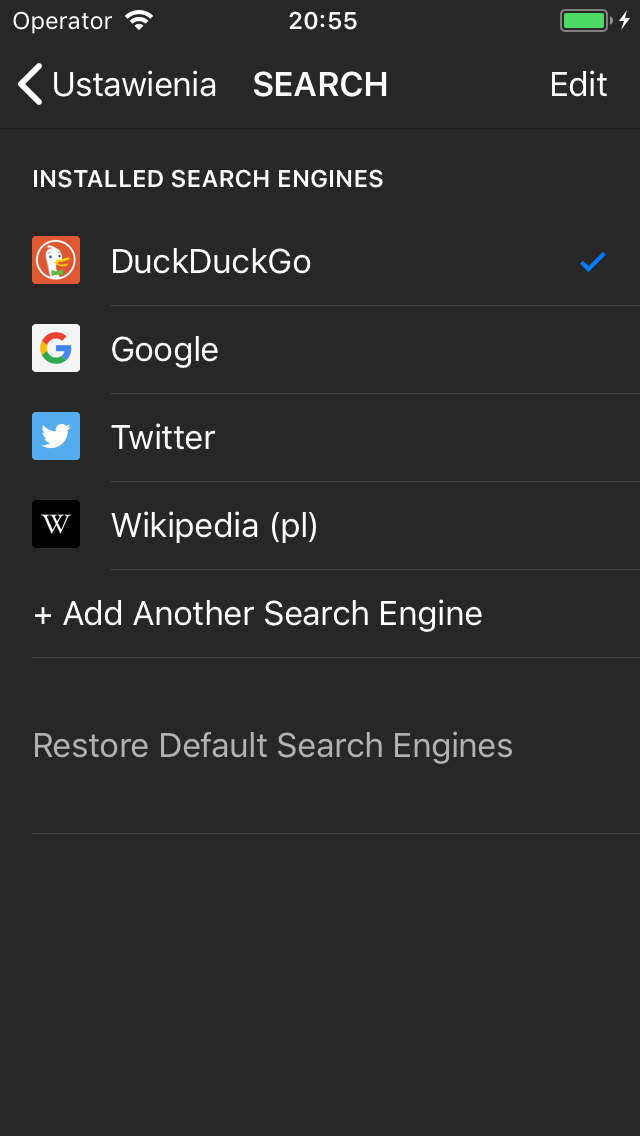 Operator 20:55
Ustawienia SEARCH Edit
INSTALLED SEARCH ENGINES
DuckDuckGo
Google
Twitter
W Wikipedia (pl)
+ Add Another Search Engine
Restore Default Search Engines